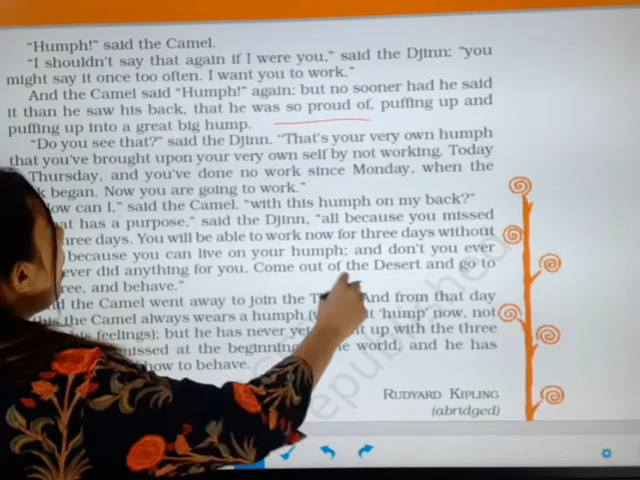 "Humph!" said the Camel.
"I shouldn't say that again if I were you," said the Djinn; "you
might say it once too often. I want you to work."
And the Camel said "Humph!" again; but no sooner had he said
it than he saw his back, that he was so proud of, puffing up and
puffing up into a great big humph.
"Do you see that?" said the Djinn. "That's your very own humph
that you've brought upon your very own self by not working. Today
Thursday, and you've done no work since Monday, when the
began. Now you are going to work."
can I," said the Camel, "with this humph on my back?"
has a purpose," said the Djinn, "all because you missed
days. You will be able to work now for three days without
because you can live on your humph; and don't you ever
did anything for you. Come out of the Desert and go to
and behave."
the Camel went away to join the And from that day
the Camel always wears a humph 'hump' now, not
feelings); but he has never yet up with the three
at the beginning world, and he has
how to behave.
RUDYARD KIPLING
(abridged)
republished